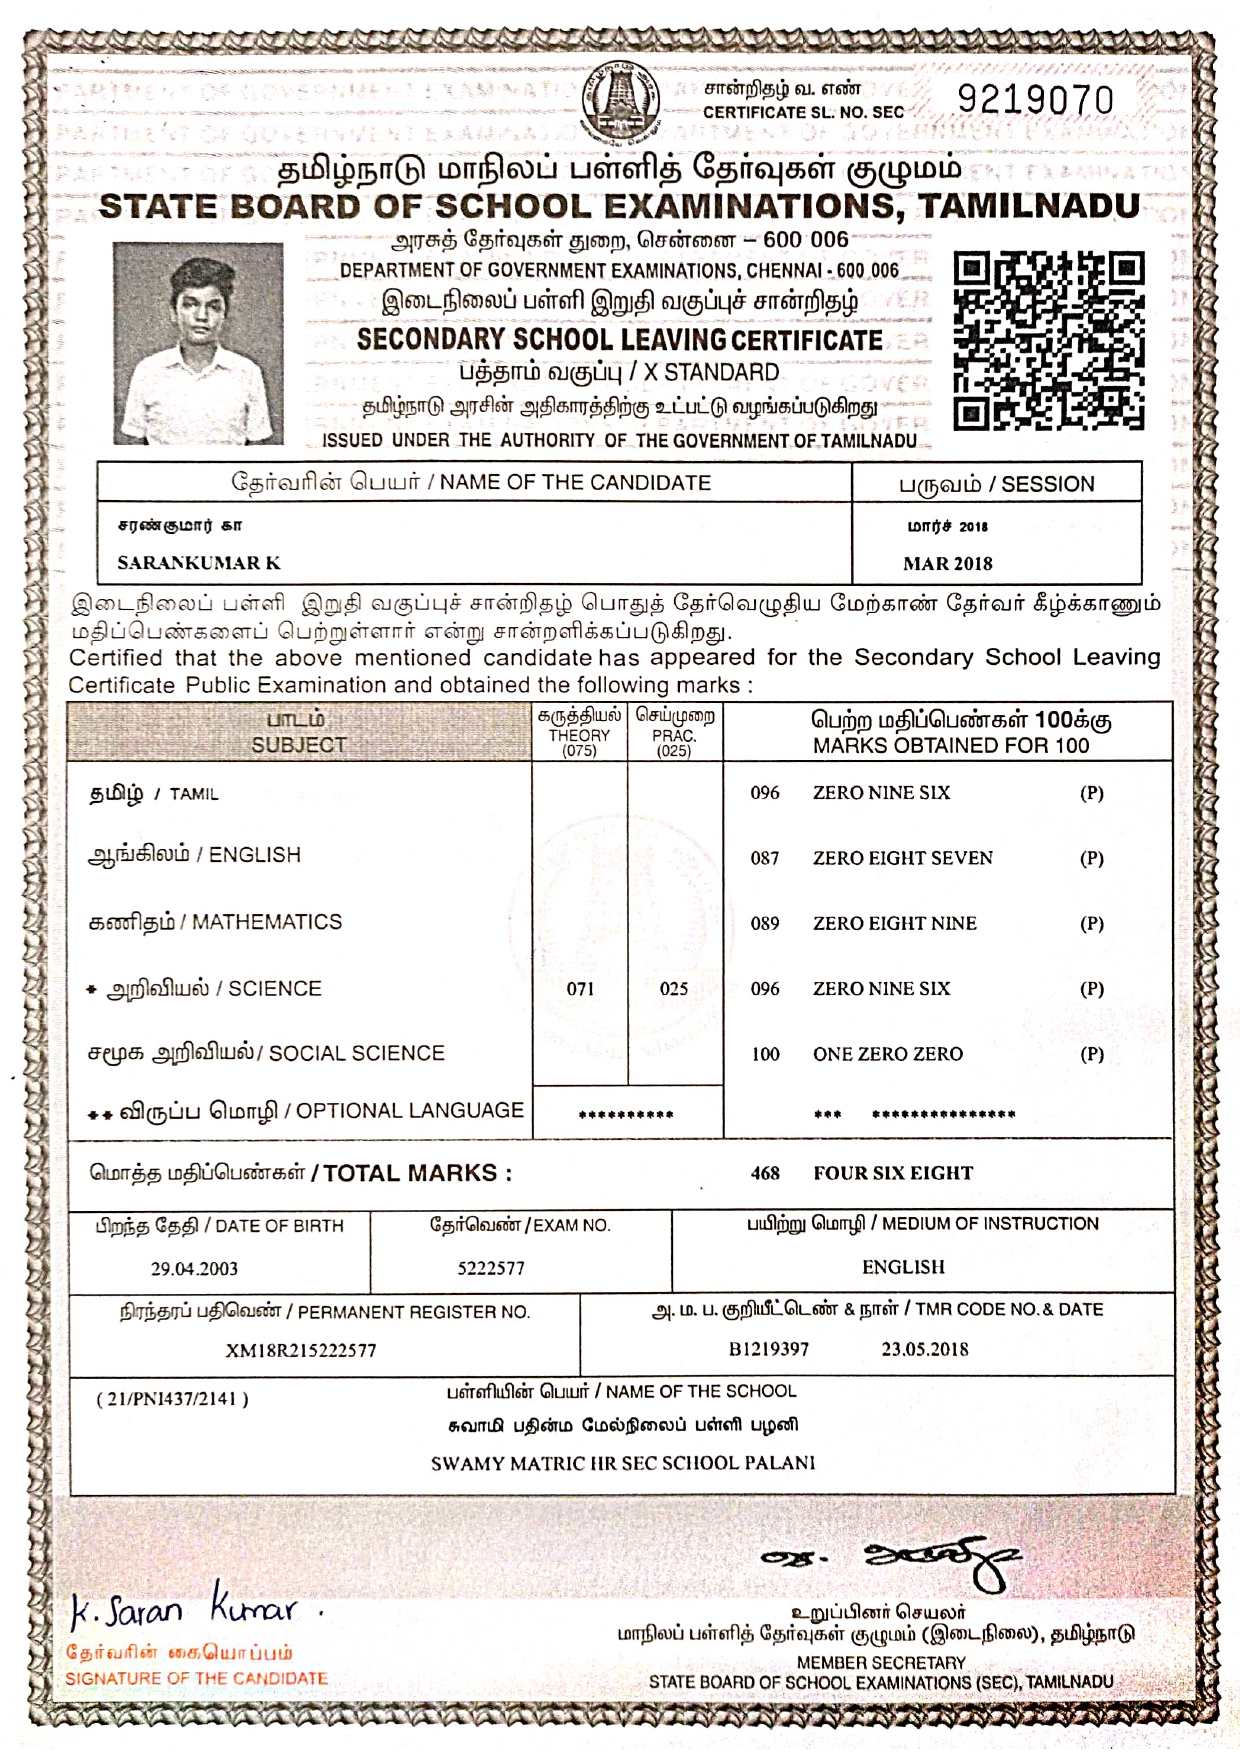 சான்றிதழ் வ. எண்
CERTIFICATE SL. NO. SEC 9219070
தமிழ்நாடு மாநிலப் பள்ளித் தேர்வுகள் குழுமம்
STATE BOARD OF SCHOOL EXAMINATIONS, TAMILNADU
அரசுத் தேர்வுகள் துறை, சென்னை – 600 006
DEPARTMENT OF GOVERNMENT EXAMINATIONS, CHENNAI - 600 006
இடைநிலைப் பள்ளி இறுதி வகுப்புச் சான்றிதழ்
SECONDARY SCHOOL LEAVING CERTIFICATE
பத்தாம் வகுப்பு / X STANDARD
தமிழ்நாடு அரசின் அதிகாரத்திற்கு உட்பட்டு வழங்கப்படுகிறது
ISSUED UNDER THE AUTHORITY OF THE GOVERNMENT OF TAMILNADU
தேர்வரின் பெயர் / NAME OF THE CANDIDATE பருவம் / SESSION
சரண்குமார் கா மார்ச் 2018
SARANKUMAR K MAR 2018
இடைநிலைப் பள்ளி இறுதி வகுப்புச் சான்றிதழ் பொதுத் தேர்வெழுதிய மேற்காண் தேர்வர் கீழ்க்காணும்
மதிப்பெண்களைப் பெற்றுள்ளார் என்று சான்றளிக்கப்படுகிறது.
Certified that the above mentioned candidate has appeared for the Secondary School Leaving
Certificate Public Examination and obtained the following marks :
பாடம் கருத்தியல் செய்முறை பெற்ற மதிப்பெண்கள் 100க்கு
SUBJECT THEORY PRAC. MARKS OBTAINED FOR 100
(075) (025)
தமிழ் / TAMIL 096 ZERO NINE SIX (P)
ஆங்கிலம் / ENGLISH 087 ZERO EIGHT SEVEN (P)
கணிதம் / MATHEMATICS 089 ZERO EIGHT NINE (P)
* அறிவியல் / SCIENCE 071 025 096 ZERO NINE SIX (P)
சமூக அறிவியல் / SOCIAL SCIENCE 100 ONE ZERO ZERO (P)
** விருப்ப மொழி / OPTIONAL LANGUAGE ********** *** ***************
மொத்த மதிப்பெண்கள் / TOTAL MARKS : 468 FOUR SIX EIGHT
பிறந்த தேதி / DATE OF BIRTH தேர்வெண் / EXAM NO. பயிற்று மொழி / MEDIUM OF INSTRUCTION
29.04.2003 5222577 ENGLISH
நிரந்தரப் பதிவெண் / PERMANENT REGISTER NO. அ. ம. ப. குறியீட்டெண் & நாள் / TMR CODE NO. & DATE
XM18R215222577 B1219397 23.05.2018
( 21/PN1437/2141 ) பள்ளியின் பெயர் / NAME OF THE SCHOOL
சுவாமி பதின்ம மேல்நிலைப் பள்ளி பழனி
SWAMY MATRIC HR SEC SCHOOL PALANI
K. Saran Kumar .
தேர்வரின் கையொப்பம்
SIGNATURE OF THE CANDIDATE
உறுப்பினர் செயலர்
மாநிலப் பள்ளித் தேர்வுகள் குழுமம் (இடைநிலை), தமிழ்நாடு
MEMBER SECRETARY
STATE BOARD OF SCHOOL EXAMINATIONS (SEC), TAMILNADU